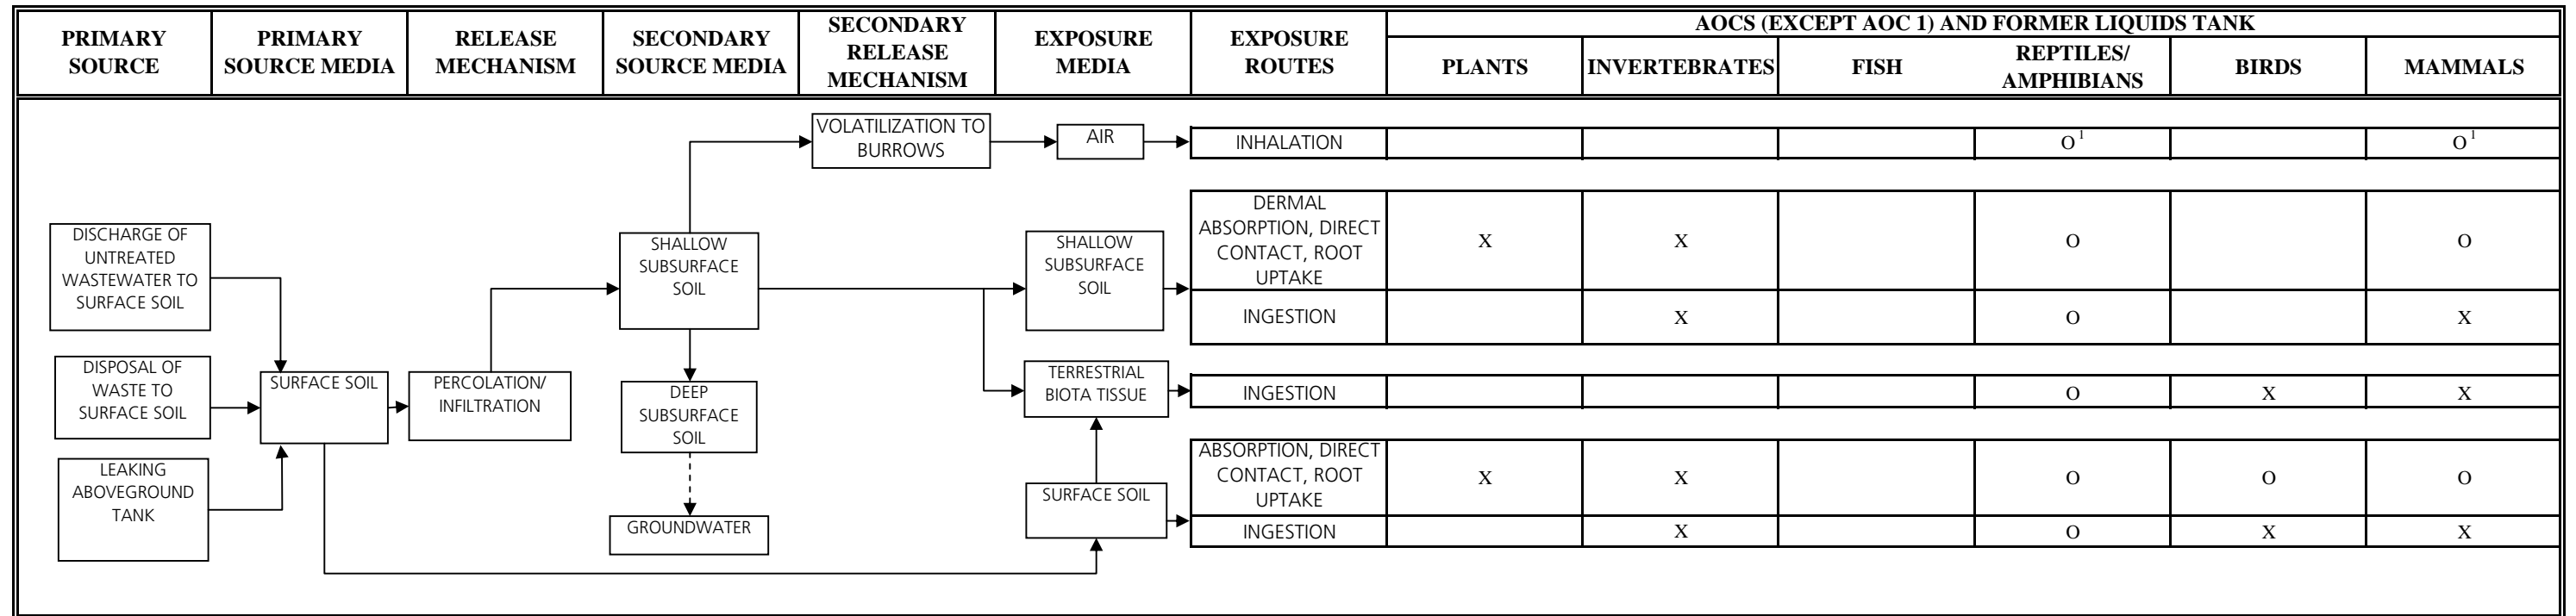 PRIMARY
SOURCE
PRIMARY
SOURCE MEDIA
RELEASE
MECHANISM
SECONDARY
SOURCE MEDIA
SECONDARY
RELEASE
MECHANISM
EXPOSURE
MEDIA
EXPOSURE
ROUTES
AOCS (EXCEPT AOC 1) AND FORMER LIQUIDS TANK
PLANTS
INVERTEBRATES
FISH
REPTILES/
AMPHIBIANS
BIRDS
MAMMALS
VOLATILIZATION TO
BURROWS
AIR
INHALATION
O 1
O 1
DISCHARGE OF
UNTREATED
WASTEWATER TO
SURFACE SOIL
SHALLOW
SUBSURFACE
SOIL
SHALLOW
SUBSURFACE
SOIL
DERMAL
ABSORPTION, DIRECT
CONTACT, ROOT
UPTAKE
X
X
O
O
INGESTION
X
O
X
DISPOSAL OF
WASTE TO
SURFACE SOIL
SURFACE SOIL
PERCOLATION/
INFILTRATION
DEEP
SUBSURFACE
SOIL
TERRESTRIAL
BIOTA TISSUE
INGESTION
O
X
X
LEAKING
ABOVEGROUND
TANK
GROUNDWATER
SURFACE SOIL
ABSORPTION, DIRECT
CONTACT, ROOT
UPTAKE
X
X
O
O
O
INGESTION
X
O
X
X